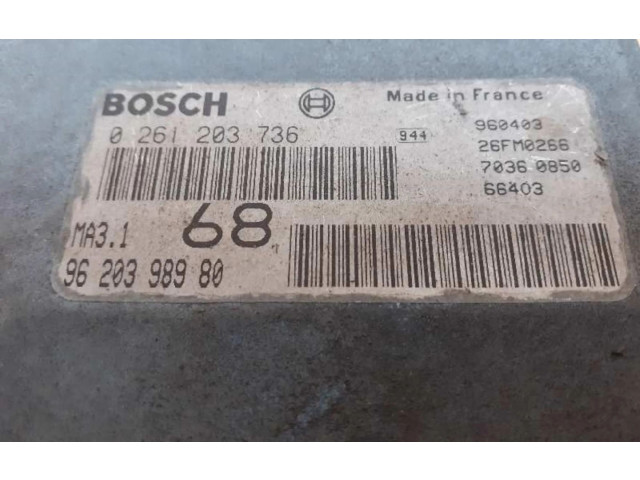 BOSCH Made in France
0 261 203 736 944 960403
26FM0266
7036 0850
66403
MA3.1 68
96 203 989 80